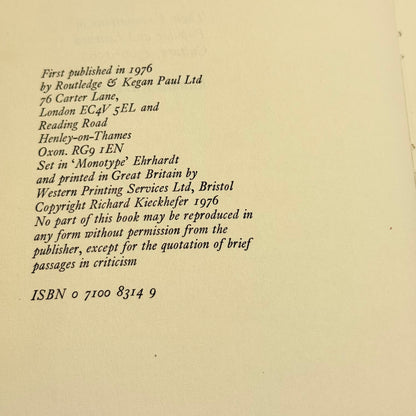 First published in 1976
by Routledge & Kegan Paul Ltd
76 Carter Lane,
London EC4V 5EL and
Reading Road
Henley-on-Thames
Oxon. RG9 1EN
Set in 'Monotype' Ehrhardt
and printed in Great Britain by
Western Printing Services Ltd, Bristol
Copyright Richard Kieckhefer 1976
No part of this book may be reproduced in
any form without permission from the
publisher, except for the quotation of brief
passages in criticism
ISBN 0 7100 8314 9